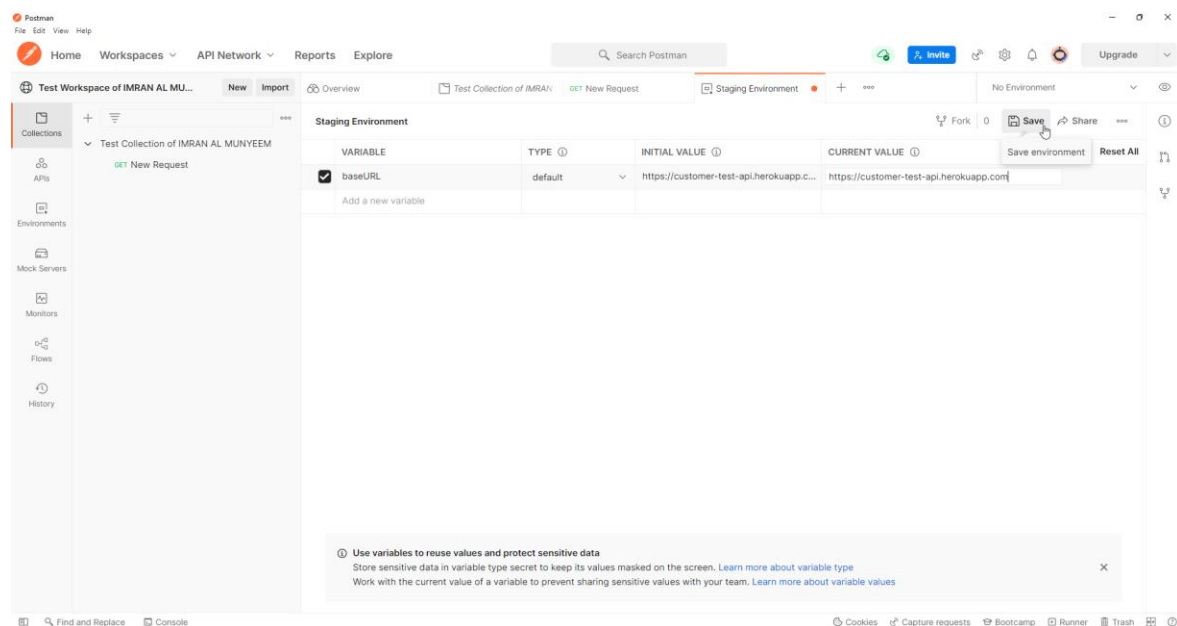 Postman
File Edit View Help
Home Workspaces API Network Reports Explore Search Postman Invite Upgrade
Test Workspace of IMRAN AL MU... New Import Overview Test Collection of IMRAN GET New Request Staging Environment No Environment
Collections
Test Collection of IMRAN AL MUNYEEM
GET New Request
APIs
Environments
Mock Servers
Monitors
Flows
History
Staging Environment Fork 0 Save Share
Save environment
VARIABLE TYPE INITIAL VALUE CURRENT VALUE Reset All
baseURL default https://customer-test-api.herokuapp.c... https://customer-test-api.herokuapp.com
Add a new variable
Use variables to reuse values and protect sensitive data
Store sensitive data in variable type secret to keep its values masked on the screen. Learn more about variable type
Work with the current value of a variable to prevent sharing sensitive values with your team. Learn more about variable values
Find and Replace Console Cookies Capture requests Bootcamp Runner Trash